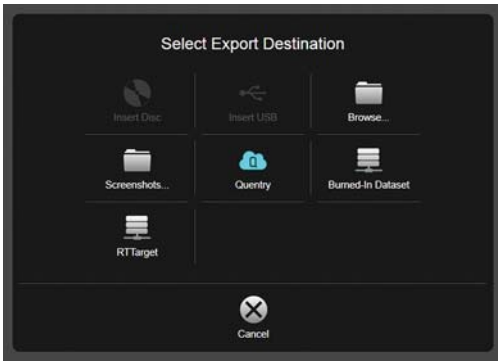 Select Export Destination
Insert Disc
Insert USB
Browse...
Screenshots...
Quentry
Burned-In Dataset
RTTarget
Cancel